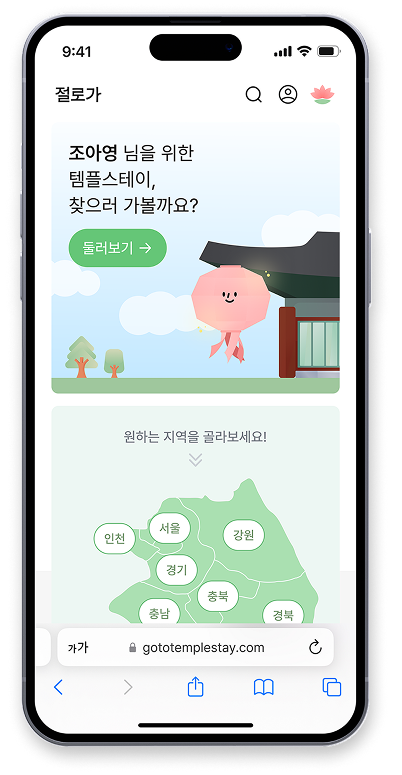 9:41
절로가
조아영 님을 위한
템플스테이,
찾으러 가볼까요?
둘러보기 →
원하는 지역을 골라보세요!
인천
서울
강원
경기
충북
충남
경북
가가
gototemplestay.com